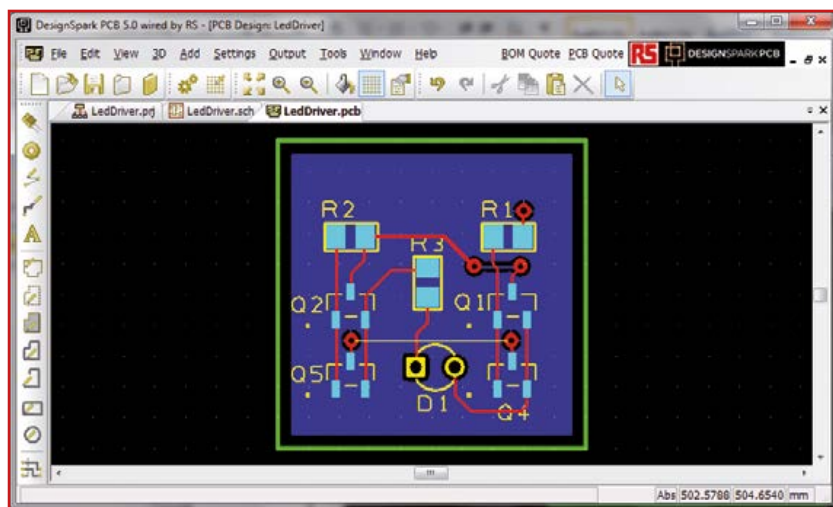 DesignSpark PCB 5.0 wired by RS - [PCB Design: LedDriver]
File Edit View 3D Add Settings Output Tools Window Help BOM Quote PCB Quote RS DESIGNSPARKPCB
LedDriver.prj LedDriver.sch LedDriver.pcb
R2 R1
R3
Q2 Q1
Q5
D1 Q4
Abs 502.5788 504.6540 mm